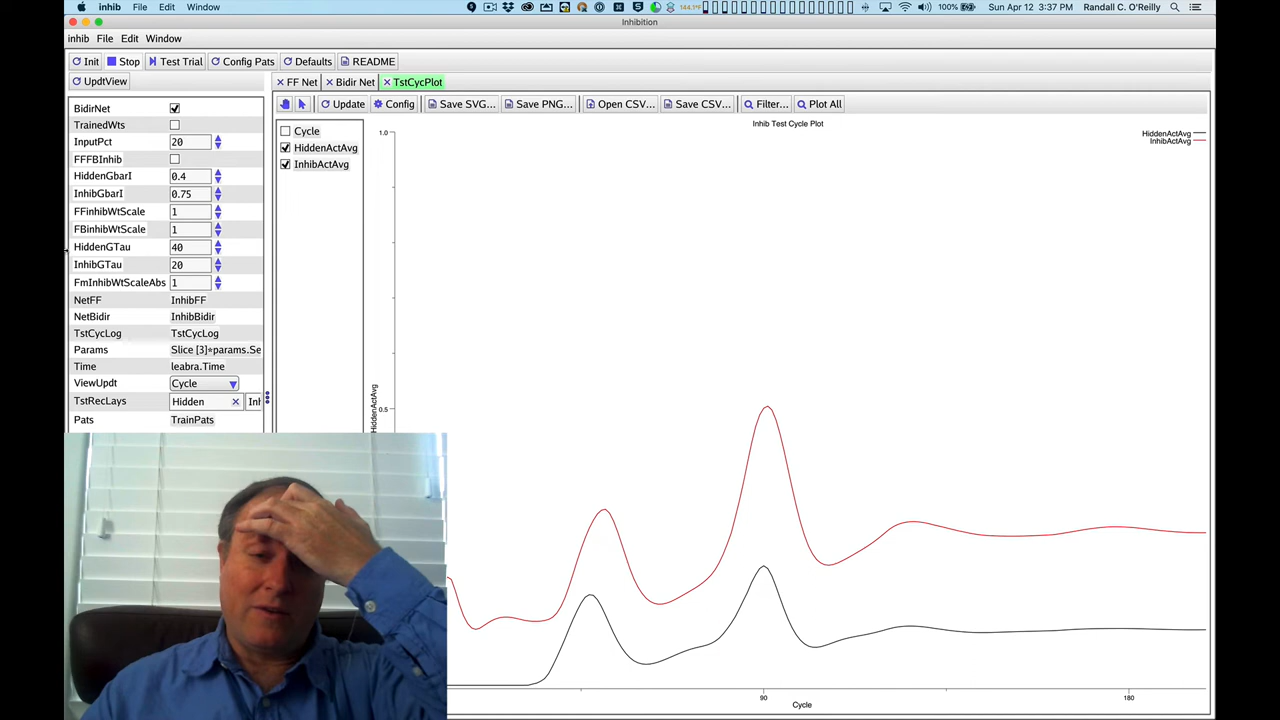 inhib File Edit Window 144.1°F 100% Sun Apr 12 3:37 PM Randall C. O'Reilly
Inhibition
inhib File Edit Window
Init Stop Test Trial Config Pats Defaults README
UpdtView
FF Net Bidir Net TstCycPlot
Update Config Save SVG... Save PNG... Open CSV... Save CSV... Filter... Plot All
BidirNet
TrainedWts
InputPct 20
FFFBInhib
HiddenGbarI 0.4
InhibGbarI 0.75
FFinhibWtScale 1
FBinhibWtScale 1
HiddenGTau 40
InhibGTau 20
FmInhibWtScaleAbs 1
NetFF InhibFF
NetBidir InhibBidir
TstCycLog TstCycLog
Params Slice [3]*params.Se
Time leabra.Time
ViewUpdt Cycle
TstRecLays Hidden Inl
Pats TrainPats
Cycle
HiddenActAvg
InhibActAvg
Inhib Test Cycle Plot
HiddenActAvg
InhibActAvg
1.0
0.5
HiddenActAvg
90 180
Cycle